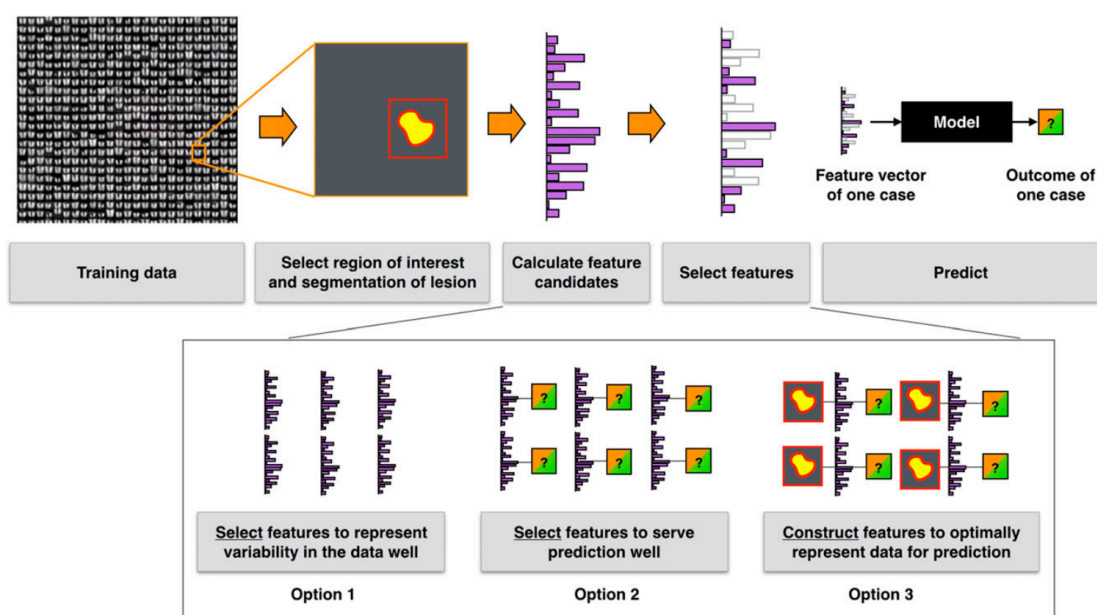 Model
?
Feature vector
of one case
Outcome of
one case
Training data
Select region of interest
and segmentation of lesion
Calculate feature
candidates
Select features
Predict
? ? ?
? ? ?
? ?
? ?
Select features to represent
variability in the data well
Select features to serve
prediction well
Construct features to optimally
represent data for prediction
Option 1
Option 2
Option 3